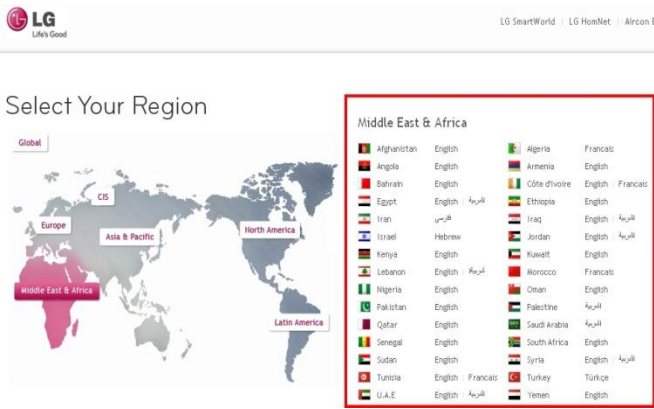 LG
Life's Good
LG SmartWorld | LG HomNet | Aircon
Select Your Region
Global
CIS
Europe
Asia & Pacific
North America
Middle East & Africa
Latin America
Middle East & Africa
Afghanistan English Algeria Francais
Angola English Armenia English
Bahrain English Côte d'Ivoire English | Francais
Egypt English | العربية Ethiopia English
Iran فارسی Iraq English | العربية
Israel Hebrew Jordan English | العربية
Kenya English Kuwait English
Lebanon English | العربية Morocco Francais
Nigeria English Oman English
Pakistan English Palestine العربية
Qatar English Saudi Arabia العربية
Senegal English South Africa English
Sudan English Syria English | العربية
Tunisia English | Francais Turkey Türkçe
U.A.E English | العربية Yemen English